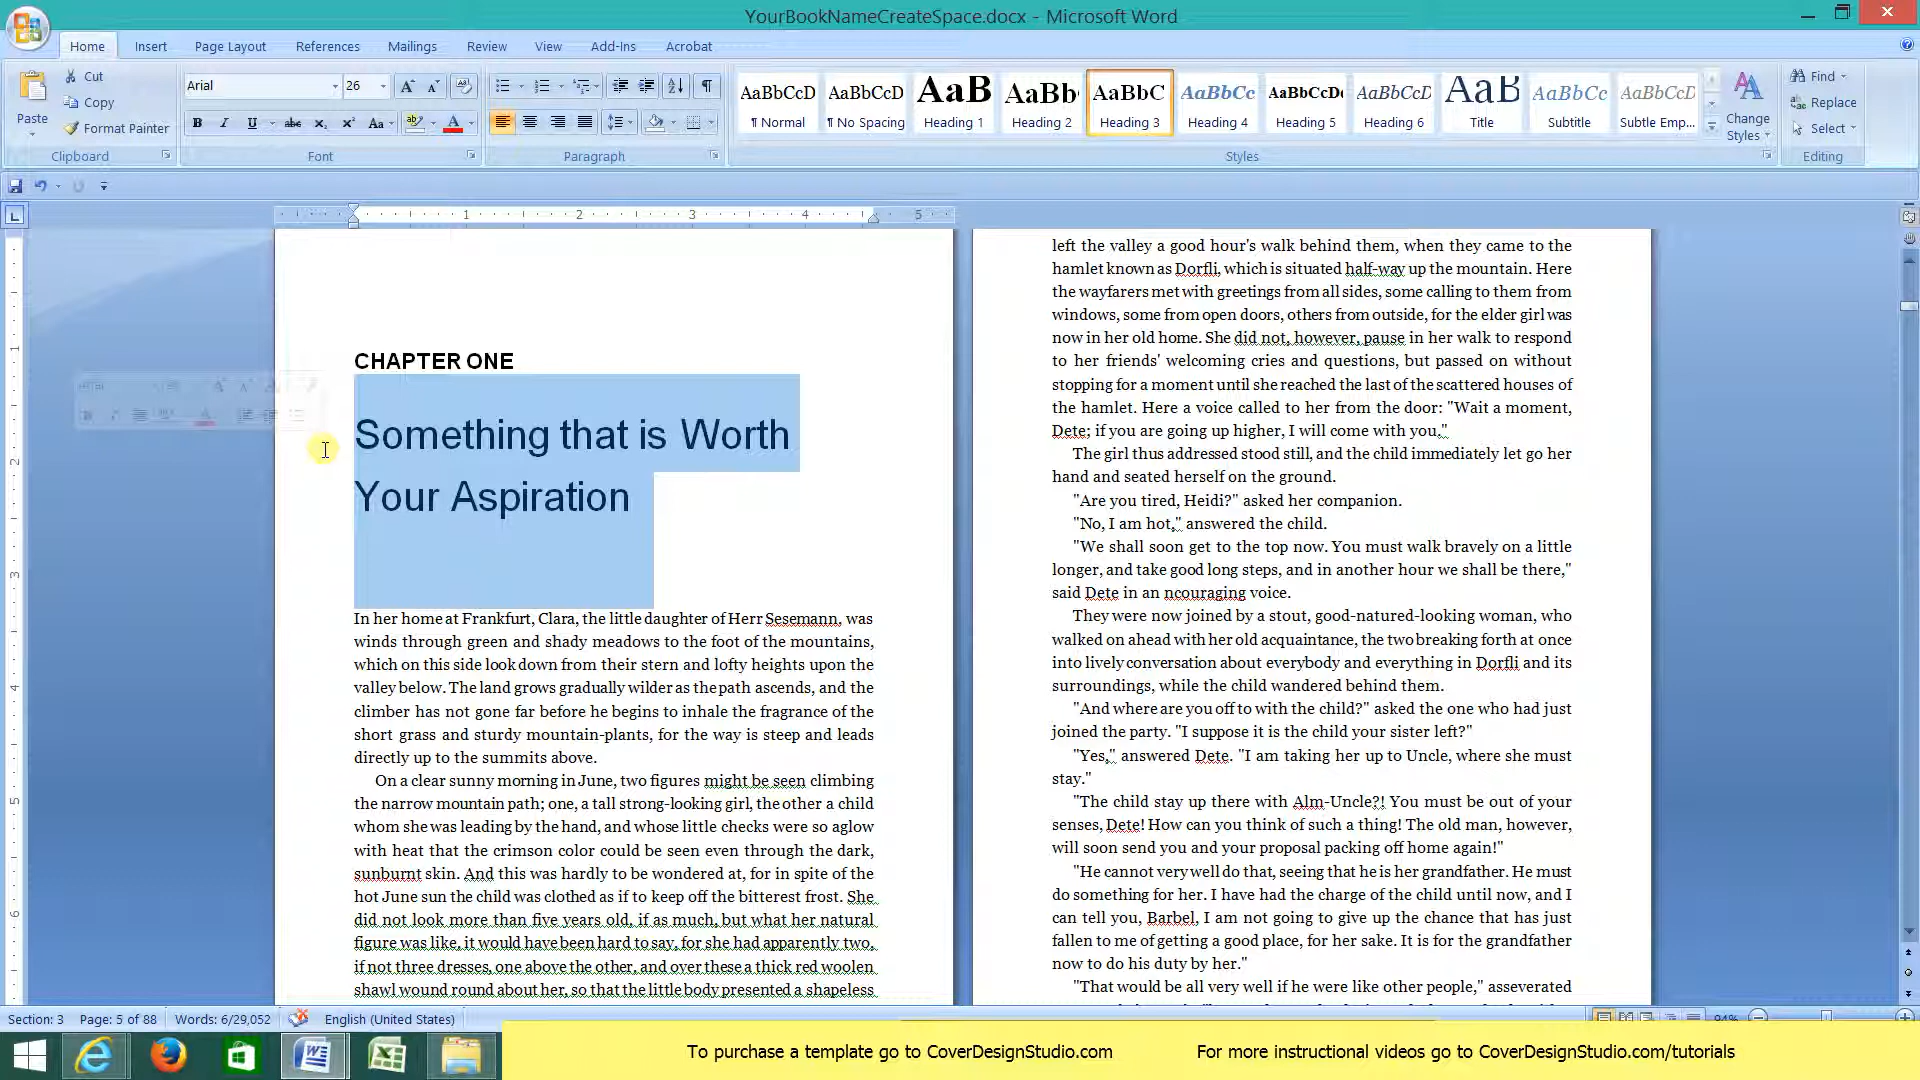 YourBookNameCreateSpace.docx - Microsoft Word
Home Insert Page Layout References Mailings Review View Add-Ins Acrobat
Paste
Cut
Copy
Format Painter
Clipboard
Arial 26
Font
Paragraph
AaBbCcD AaBbCcD AaB AaBb AaBbC AaBbCc AaBbCcD AaBbCcD AaB AaBbCc AaBbCcD
¶ Normal ¶ No Spacing Heading 1 Heading 2 Heading 3 Heading 4 Heading 5 Heading 6 Title Subtitle Subtle Emp...
Change Styles
Styles
Find
Replace
Select
Editing
1 2 3 4 5
CHAPTER ONE
Something that is Worth
Your Aspiration
In her home at Frankfurt, Clara, the little daughter of Herr Sesemann, was
winds through green and shady meadows to the foot of the mountains,
which on this side look down from their stern and lofty heights upon the
valley below. The land grows gradually wilder as the path ascends, and the
climber has not gone far before he begins to inhale the fragrance of the
short grass and sturdy mountain-plants, for the way is steep and leads
directly up to the summits above.
On a clear sunny morning in June, two figures might be seen climbing
the narrow mountain path; one, a tall strong-looking girl, the other a child
whom she was leading by the hand, and whose little checks were so aglow
with heat that the crimson color could be seen even through the dark,
sunburnt skin. And this was hardly to be wondered at, for in spite of the
hot June sun the child was clothed as if to keep off the bitterest frost. She
did not look more than five years old, if as much, but what her natural
figure was like, it would have been hard to say, for she had apparently two,
if not three dresses, one above the other, and over these a thick red woolen
shawl wound round about her, so that the little body presented a shapeless
left the valley a good hour's walk behind them, when they came to the
hamlet known as Dorfli, which is situated half-way up the mountain. Here
the wayfarers met with greetings from all sides, some calling to them from
windows, some from open doors, others from outside, for the elder girl was
now in her old home. She did not, however, pause in her walk to respond
to her friends' welcoming cries and questions, but passed on without
stopping for a moment until she reached the last of the scattered houses of
the hamlet. Here a voice called to her from the door: "Wait a moment,
Dete; if you are going up higher, I will come with you."
The girl thus addressed stood still, and the child immediately let go her
hand and seated herself on the ground.
"Are you tired, Heidi?" asked her companion.
"No, I am hot," answered the child.
"We shall soon get to the top now. You must walk bravely on a little
longer, and take good long steps, and in another hour we shall be there,"
said Dete in an ncouraging voice.
They were now joined by a stout, good-natured-looking woman, who
walked on ahead with her old acquaintance, the two breaking forth at once
into lively conversation about everybody and everything in Dorfli and its
surroundings, while the child wandered behind them.
"And where are you off to with the child?" asked the one who had just
joined the party. "I suppose it is the child your sister left?"
"Yes," answered Dete. "I am taking her up to Uncle, where she must
stay."
"The child stay up there with Alm-Uncle?! You must be out of your
senses, Dete! How can you think of such a thing! The old man, however,
will soon send you and your proposal packing off home again!"
"He cannot very well do that, seeing that he is her grandfather. He must
do something for her. I have had the charge of the child until now, and I
can tell you, Barbel, I am not going to give up the chance that has just
fallen to me of getting a good place, for her sake. It is for the grandfather
now to do his duty by her."
"That would be all very well if he were like other people," asseverated
Section: 3 Page: 5 of 88 Words: 6/29,052 English (United States) 94%
To purchase a template go to CoverDesignStudio.com For more instructional videos go to CoverDesignStudio.com/tutorials